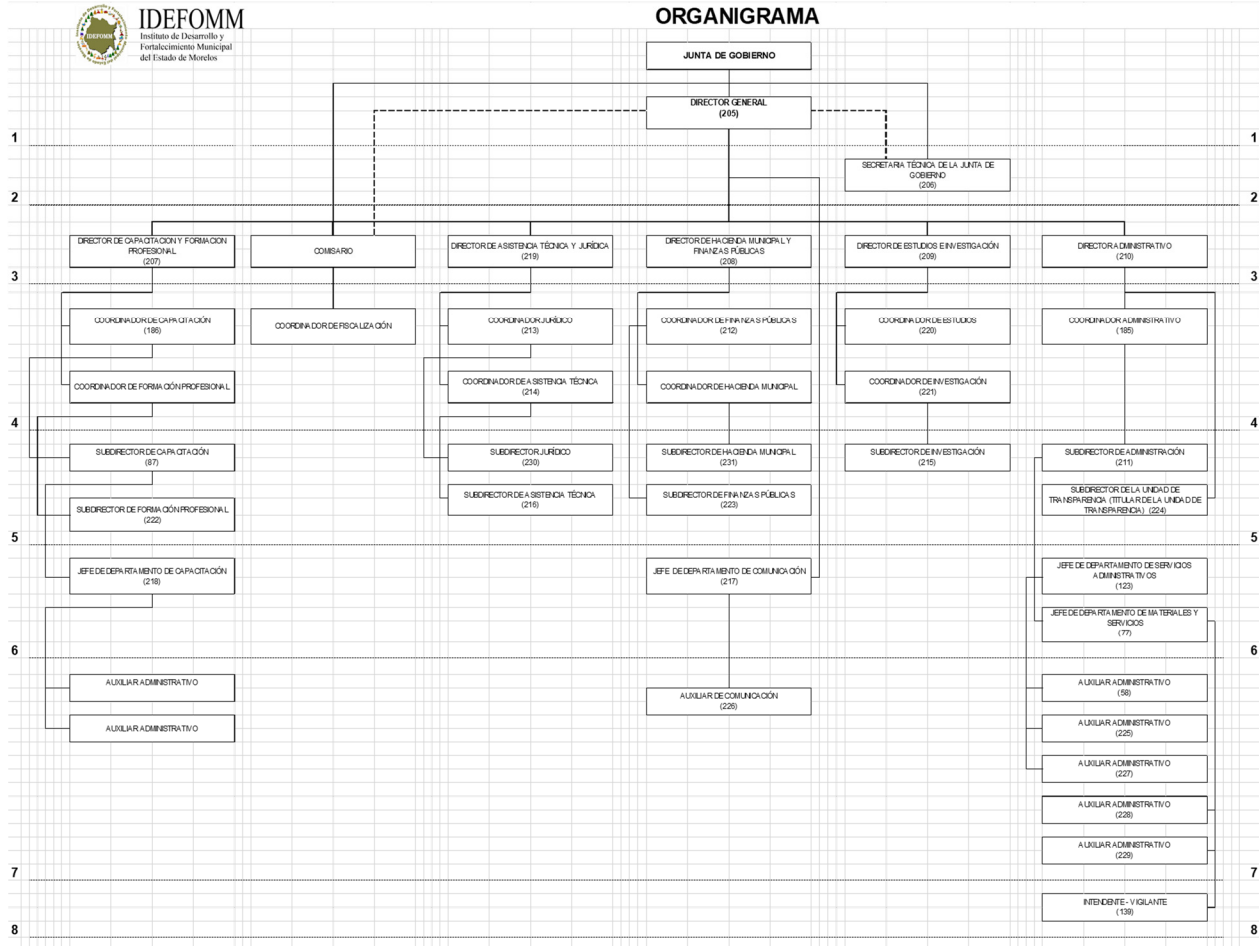 IDEFOMM
IDEFOMM
Instituto de Desarrollo y
Fortalecimiento Municipal
del Estado de Morelos
ORGANIGRAMA
JUNTA DE GOBIERNO
DIRECTOR GENERAL
(205)
1
1
SECRETARIA TÉCNICA DE LA JUNTA DE
GOBIERNO
(206)
2
2
DIRECTOR DE CAPACITACION Y FORMACION
PROFESIONAL
(207)
COMISARIO
DIRECTOR DE ASISTENCIA TÉCNICA Y JURÍDICA
(219)
DIRECTOR DE HACIENDA MUNICIPAL Y
FINANZAS PÚBLICAS
(208)
DIRECTOR DE ESTUDIOS E INVESTIGACIÓN
(209)
DIRECTOR ADMINISTRATIVO
(210)
3
3
COORDINADOR DE CAPACITACIÓN
(186)
COORDINADOR DE FISCALIZACIÓN
COORDINADOR JURÍDICO
(213)
COORDINADOR DE FINANZAS PÚBLICAS
(212)
COORDINADOR DE ESTUDIOS
(220)
COORDINADOR ADMINISTRATIVO
(185)
COORDINADOR DE FORMACIÓN PROFESIONAL
COORDINADOR DE ASISTENCIA TÉCNICA
(214)
COORDINADOR DE HACIENDA MUNICIPAL
COORDINADOR DE INVESTIGACIÓN
(221)
4
4
SUBDIRECTOR DE CAPACITACIÓN
(87)
SUBDIRECTOR JURÍDICO
(230)
SUBDIRECTOR DE HACIENDA MUNICIPAL
(231)
SUBDIRECTOR DE INVESTIGACIÓN
(215)
SUBDIRECTOR DE ADMINISTRACIÓN
(211)
SUBDIRECTOR DE FORMACIÓN PROFESIONAL
(222)
SUBDIRECTOR DE ASISTENCIA TÉCNICA
(216)
SUBDIRECTOR DE FINANZAS PÚBLICAS
(223)
SUBDIRECTOR DE LA UNIDAD DE
TRANSPARENCIA (TITULAR DE LA UNIDAD DE
TRANSPARENCIA) (224)
5
5
JEFE DE DEPARTAMENTO DE CAPACITACIÓN
(218)
JEFE DE DEPARTAMENTO DE COMUNICACIÓN
(217)
JEFE DE DEPARTAMENTO DE SERVICIOS
ADMINISTRATIVOS
(123)
JEFE DE DEPARTAMENTO DE MATERIALES Y
SERVICIOS
(77)
6
6
AUXILIAR ADMINISTRATIVO
AUXILIAR DE COMUNICACIÓN
(226)
AUXILIAR ADMINISTRATIVO
(58)
AUXILIAR ADMINISTRATIVO
AUXILIAR ADMINISTRATIVO
(225)
AUXILIAR ADMINISTRATIVO
(227)
AUXILIAR ADMINISTRATIVO
(228)
AUXILIAR ADMINISTRATIVO
(229)
7
7
INTENDENTE - VIGILANTE
(139)
8
8